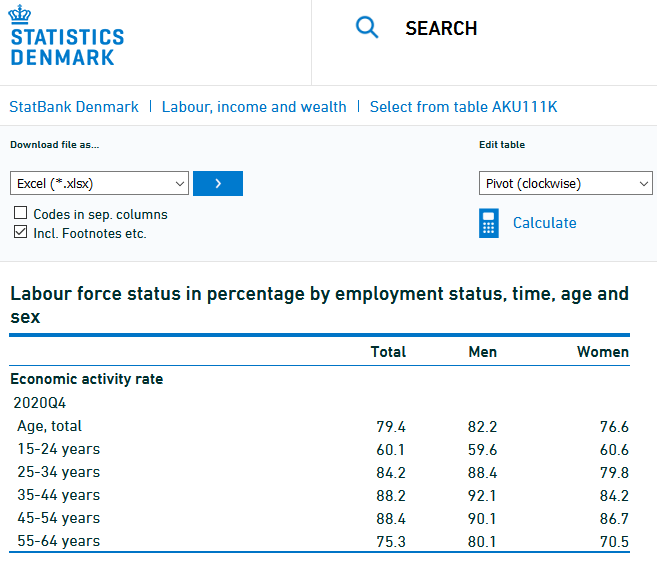 STATISTICS
DENMARK
SEARCH
StatBank Denmark | Labour, income and wealth | Select from table AKU111K
Download file as...
Edit table
Excel (*.xlsx)
Pivot (clockwise)
Codes in sep. columns
Incl. Footnotes etc.
Calculate
Labour force status in percentage by employment status, time, age and
sex
Total Men Women
Economic activity rate
2020Q4
Age, total 79.4 82.2 76.6
15-24 years 60.1 59.6 60.6
25-34 years 84.2 88.4 79.8
35-44 years 88.2 92.1 84.2
45-54 years 88.4 90.1 86.7
55-64 years 75.3 80.1 70.5